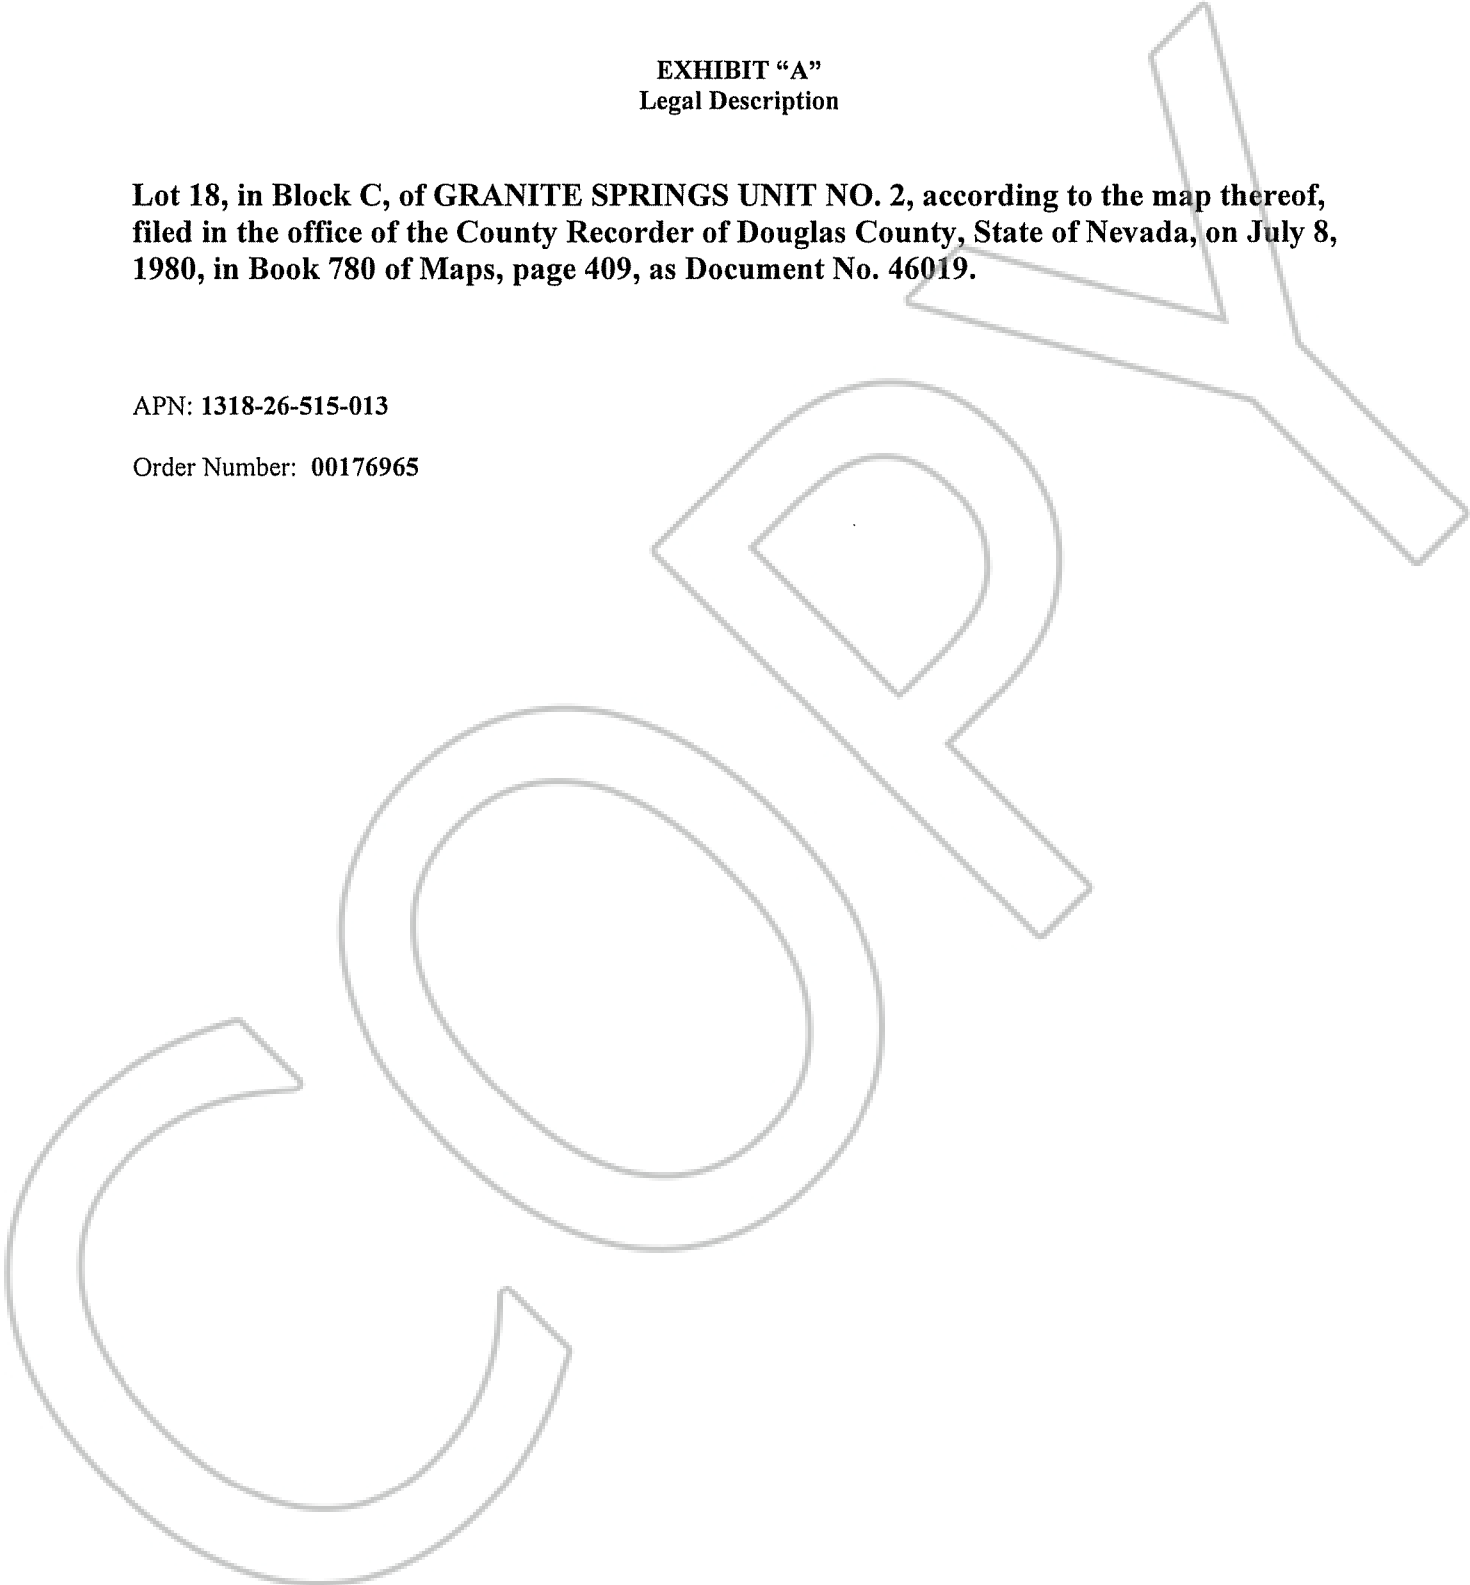 EXHIBIT “A”
Legal Description
Lot 18, in Block C, of GRANITE SPRINGS UNIT NO. 2, according to the map thereof,
filed in the office of the County Recorder of Douglas County, State of Nevada, on July 8,
1980, in Book 780 of Maps, page 409, as Document No. 46019.
APN: 1318-26-515-013
Order Number: 00176965
COPY